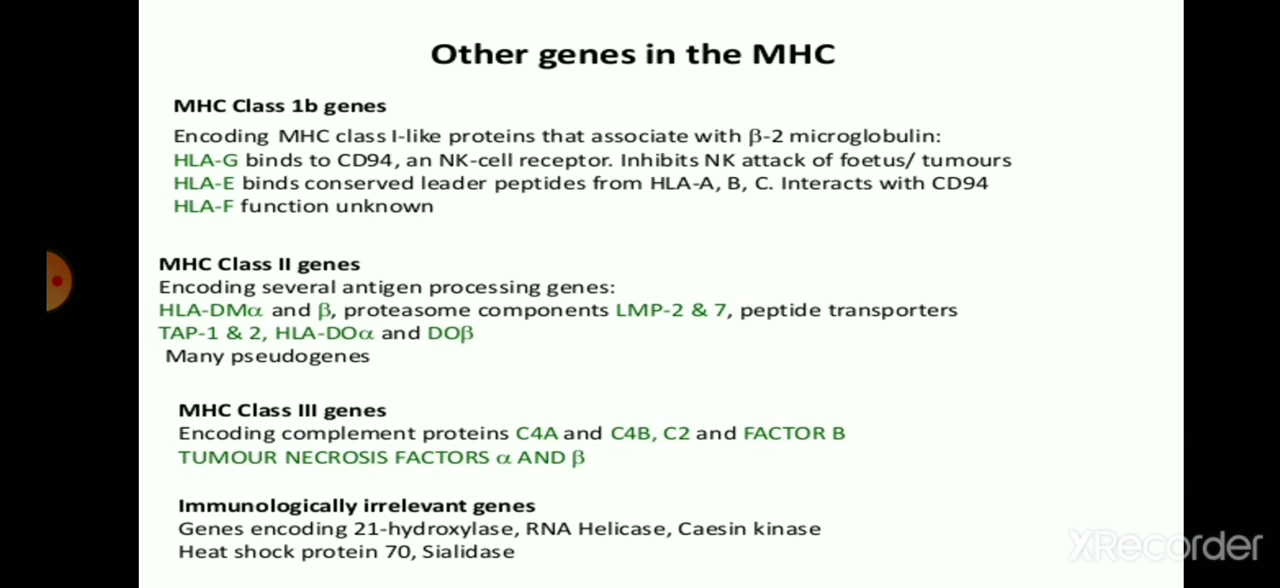 Other genes in the MHC
MHC Class 1b genes
Encoding MHC class I-like proteins that associate with β-2 microglobulin:
HLA-G binds to CD94, an NK-cell receptor. Inhibits NK attack of foetus/ tumours
HLA-E binds conserved leader peptides from HLA-A, B, C. Interacts with CD94
HLA-F function unknown
MHC Class II genes
Encoding several antigen processing genes:
HLA-DMα and β, proteasome components LMP-2 & 7, peptide transporters
TAP-1 & 2, HLA-DOα and DOβ
Many pseudogenes
MHC Class III genes
Encoding complement proteins C4A and C4B, C2 and FACTOR B
TUMOUR NECROSIS FACTORS α AND β
Immunologically irrelevant genes
Genes encoding 21-hydroxylase, RNA Helicase, Caesin kinase
Heat shock protein 70, Sialidase
XRecorder